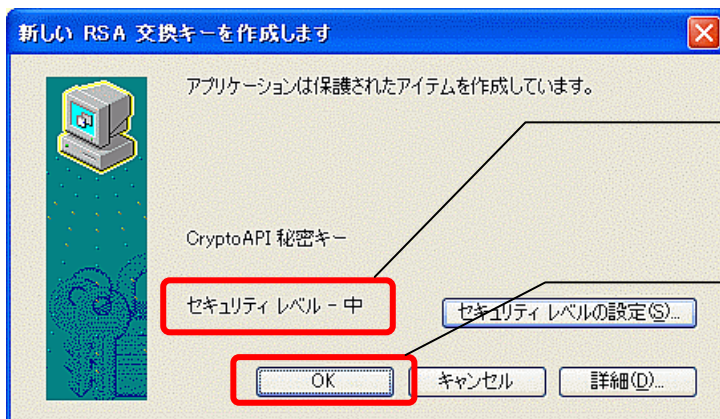 新しい RSA 交換キーを作成します
アプリケーションは保護されたアイテムを作成しています。
CryptoAPI 秘密キー
セキュリティ レベル - 中
セキュリティ レベルの設定(S)...
OK
キャンセル
詳細(D)...